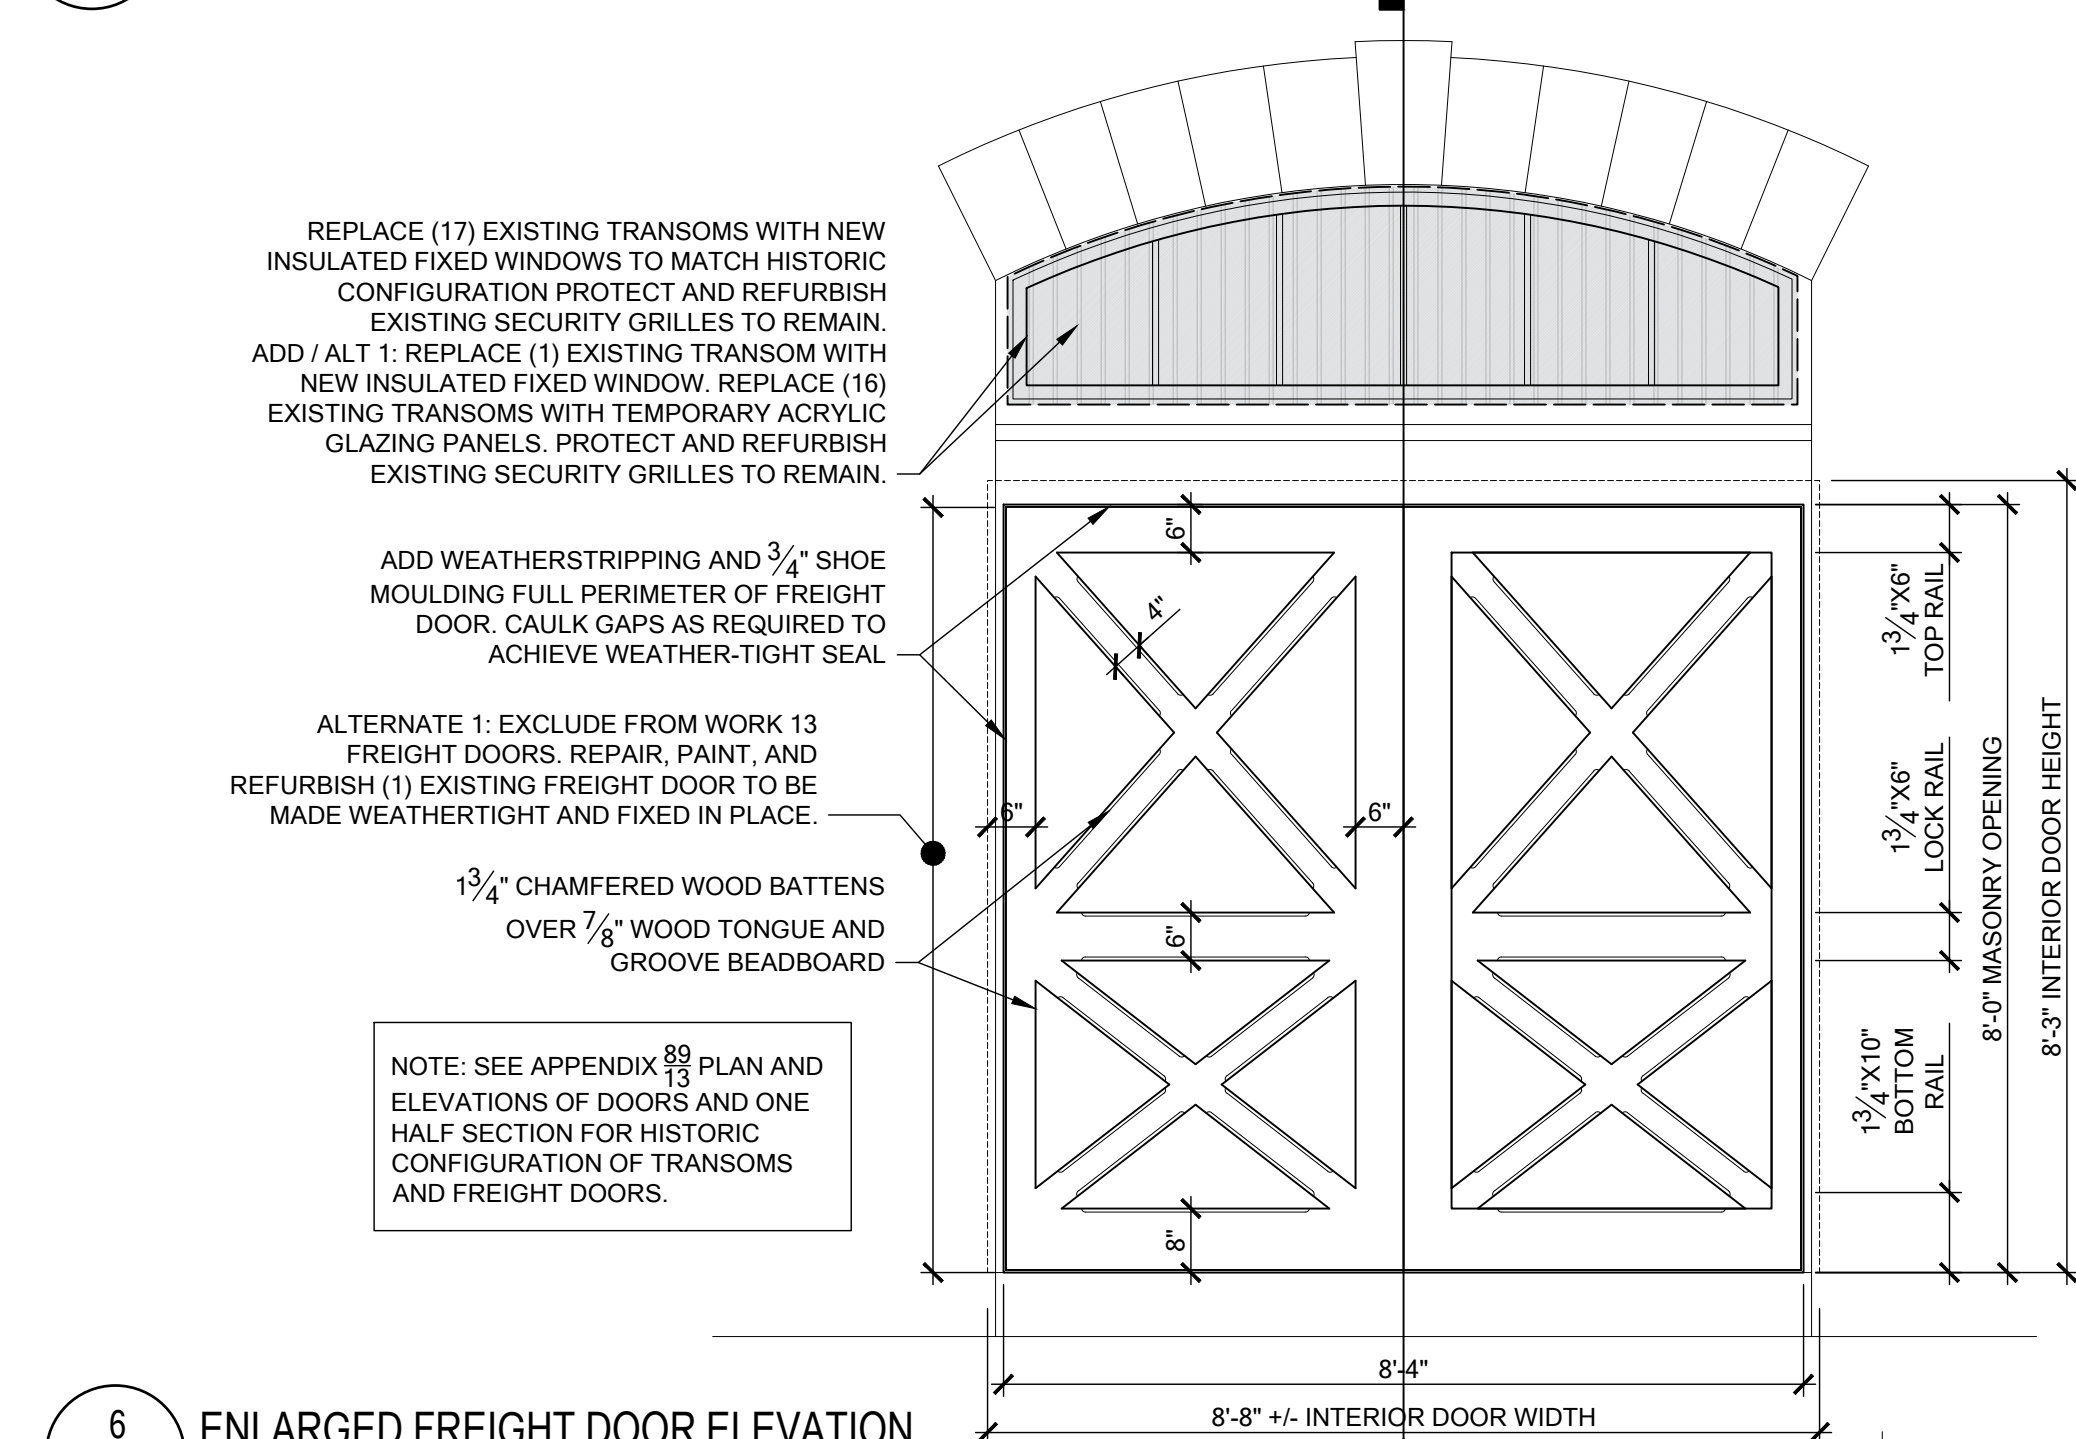 REPLACE (17) EXISTING TRANSOMS WITH NEW
INSULATED FIXED WINDOWS TO MATCH HISTORIC
CONFIGURATION PROTECT AND REFURBISH
EXISTING SECURITY GRILLES TO REMAIN.
ADD / ALT 1: REPLACE (1) EXISTING TRANSOM WITH
NEW INSULATED FIXED WINDOW. REPLACE (16)
EXISTING TRANSOMS WITH TEMPORARY ACRYLIC
GLAZING PANELS. PROTECT AND REFURBISH
EXISTING SECURITY GRILLES TO REMAIN.
ADD WEATHERSTRIPPING AND 3/4" SHOE
MOULDING FULL PERIMETER OF FREIGHT
DOOR. CAULK GAPS AS REQUIRED TO
ACHIEVE WEATHER-TIGHT SEAL
ALTERNATE 1: EXCLUDE FROM WORK 13
FREIGHT DOORS. REPAIR, PAINT, AND
REFURBISH (1) EXISTING FREIGHT DOOR TO BE
MADE WEATHERTIGHT AND FIXED IN PLACE.
1 3/4" CHAMFERED WOOD BATTENS
OVER 7/8" WOOD TONGUE AND
GROOVE BEADBOARD
NOTE: SEE APPENDIX 89/13 PLAN AND
ELEVATIONS OF DOORS AND ONE
HALF SECTION FOR HISTORIC
CONFIGURATION OF TRANSOMS
AND FREIGHT DOORS.
6"
4"
6"
6"
6"
8"
1 3/4"X6"
TOP RAIL
1 3/4"X6"
LOCK RAIL
1 3/4"X10"
BOTTOM
RAIL
8'-0" MASONRY OPENING
8'-3" INTERIOR DOOR HEIGHT
8'-4"
8'-8" +/- INTERIOR DOOR WIDTH
6
ENLARGED FREIGHT DOOR ELEVATION